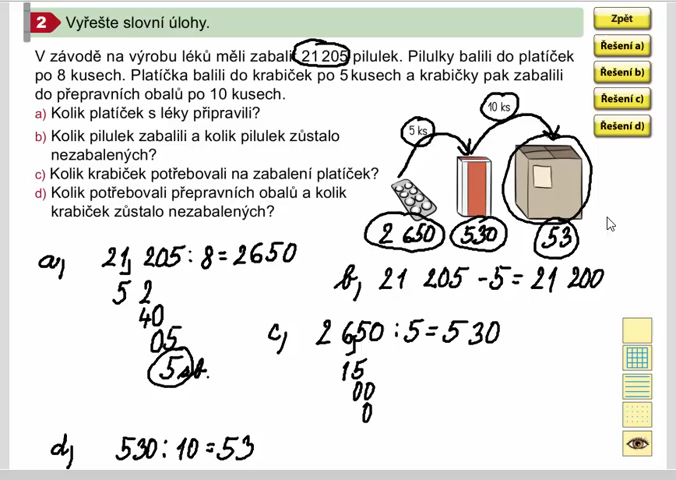 2 Vyřešte slovní úlohy.
Zpět
Řešení a)
Řešení b)
Řešení c)
Řešení d)
V závodě na výrobu léků měli zabalit 21 205 pilulek. Pilulky balili do platíček
po 8 kusech. Platíčka balili do krabiček po 5 kusech a krabičky pak zabalili
do přepravních obalů po 10 kusech.
a) Kolik platíček s léky připravili?
b) Kolik pilulek zabalili a kolik pilulek zůstalo
nezabalených?
c) Kolik krabiček potřebovali na zabalení platíček?
d) Kolik potřebovali přepravních obalů a kolik
krabiček zůstalo nezabalených?
5 ks
10 ks
2 650
530
53
a) 21 205 : 8 = 2650
5 2
40
05
5 zb.
b) 21 205 - 5 = 21 200
c) 2 650 : 5 = 530
15
00
0
d) 530 : 10 = 53